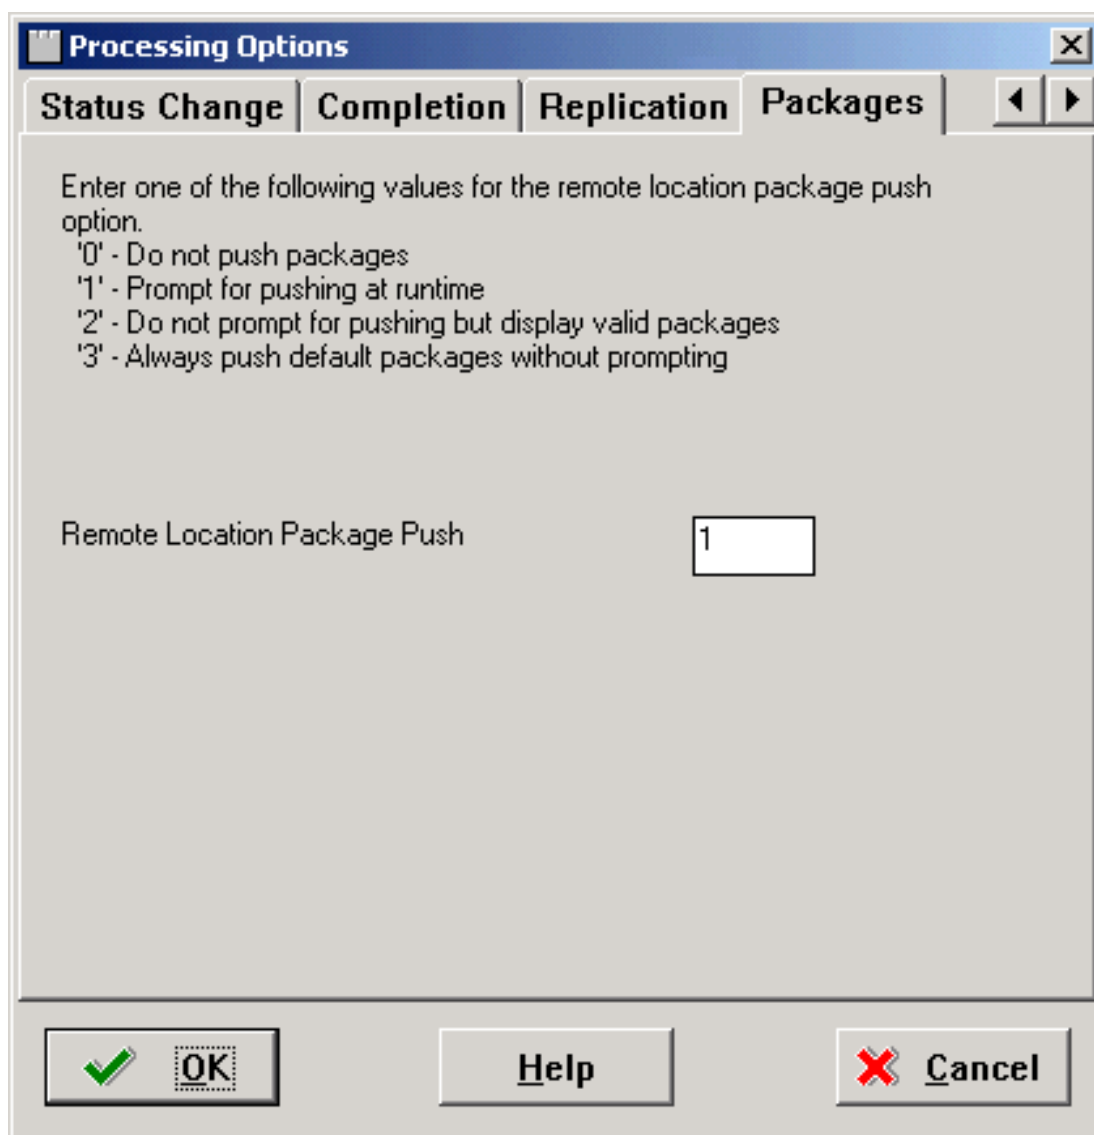 Processing Options
Status Change
Completion
Replication
Packages
Enter one of the following values for the remote location package push
option.
'0' - Do not push packages
'1' - Prompt for pushing at runtime
'2' - Do not prompt for pushing but display valid packages
'3' - Always push default packages without prompting
Remote Location Package Push
1
OK
Help
Cancel